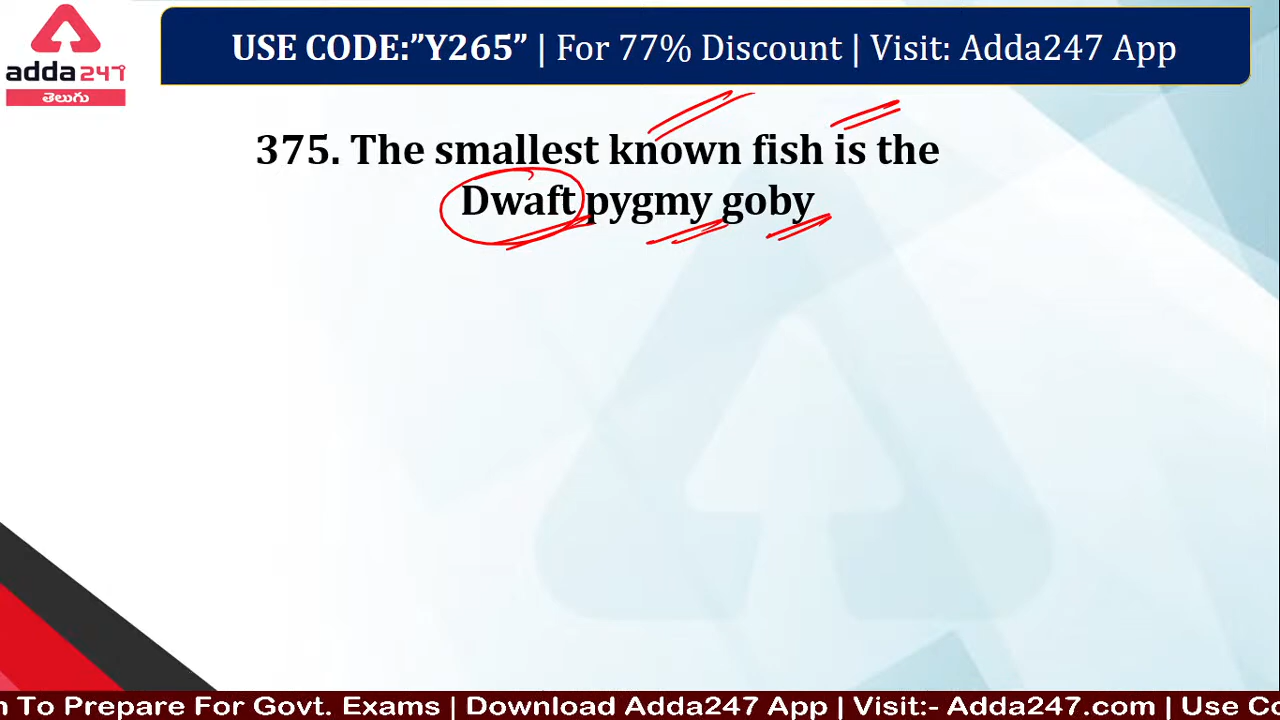 USE CODE:”Y265” | For 77% Discount | Visit: Adda247 App
adda247
తెలుగు
375. The smallest known fish is the
Dwaft pygmy goby
n To Prepare For Govt. Exams | Download Adda247 App | Visit:- Adda247.com | Use Co